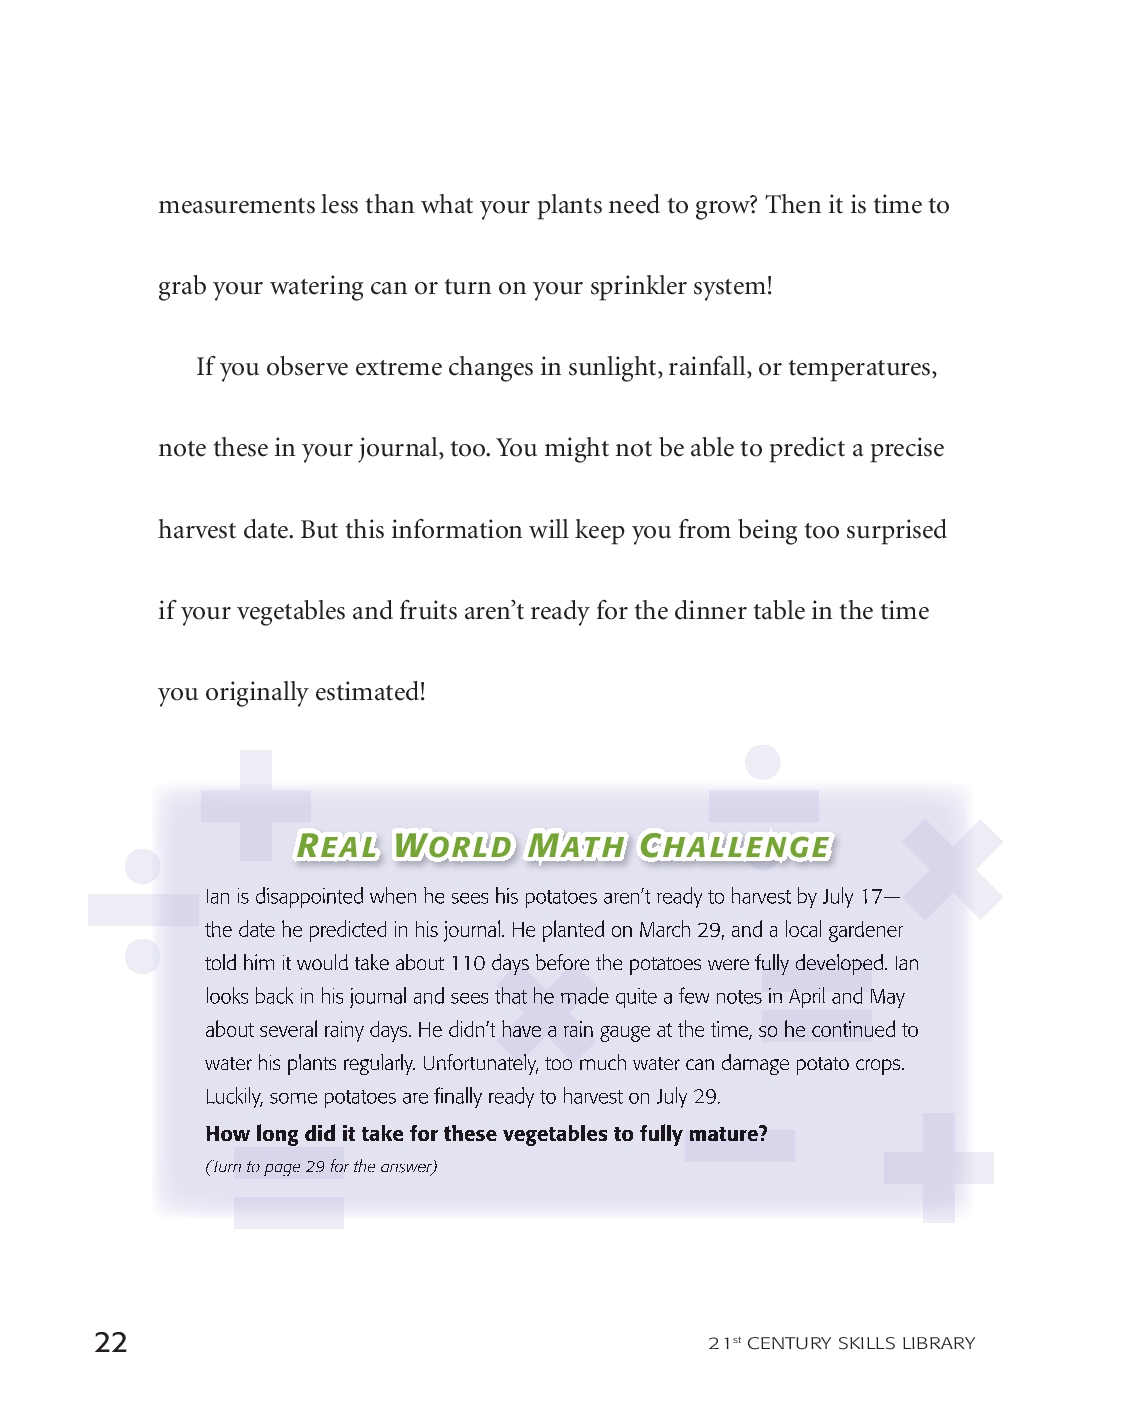 measurements less than what your plants need to grow? Then it is time to
grab your watering can or turn on your sprinkler system!
If you observe extreme changes in sunlight, rainfall, or temperatures,
note these in your journal, too. You might not be able to predict a precise
harvest date. But this information will keep you from being too surprised
if your vegetables and fruits aren’t ready for the dinner table in the time
you originally estimated!
REAL WORLD MATH CHALLENGE
Ian is disappointed when he sees his potatoes aren’t ready to harvest by July 17—
the date he predicted in his journal. He planted on March 29, and a local gardener
told him it would take about 110 days before the potatoes were fully developed. Ian
looks back in his journal and sees that he made quite a few notes in April and May
about several rainy days. He didn’t have a rain gauge at the time, so he continued to
water his plants regularly. Unfortunately, too much water can damage potato crops.
Luckily, some potatoes are finally ready to harvest on July 29.
How long did it take for these vegetables to fully mature?
(Turn to page 29 for the answer)
22
21st CENTURY SKILLS LIBRARY